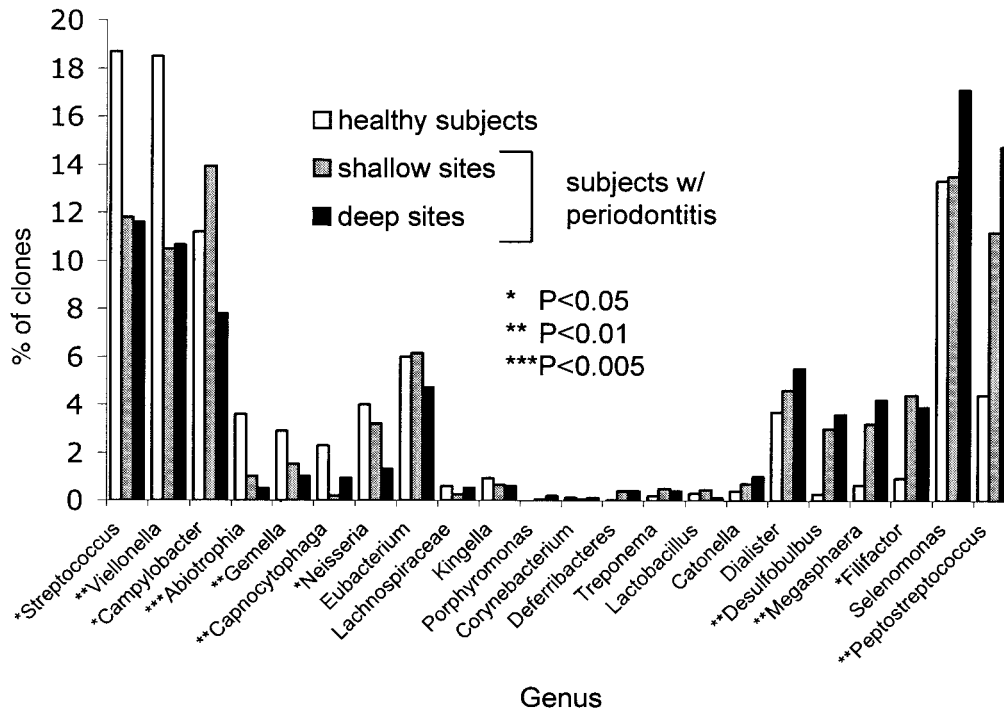 20
18
16
14
12
10
8
6
4
2
0
% of clones
healthy subjects
shallow sites
deep sites
subjects w/
periodontitis
* P<0.05
** P<0.01
***P<0.005
*Streptoccus
**Viellonella
*Campylobacter
***Abiotrophia
**Gemella
**Capnocytophaga
*Neisseria
Eubacterium
Lachnospiraceae
Kingella
Porphyromonas
Corynebacterium
Deferribacteres
Treponema
Lactobacillus
Catonella
Dialister
**Desulfobulbus
**Megasphaera
*Filifactor
Selenomonas
**Peptostreptococcus
Genus